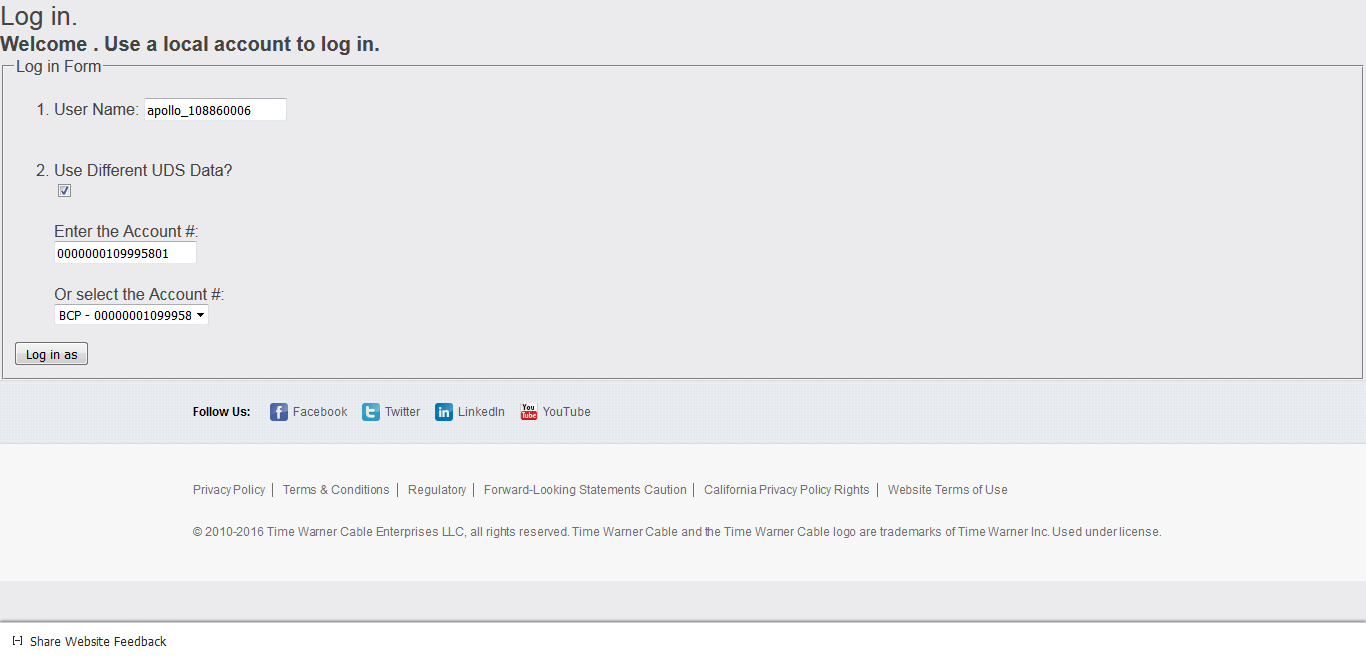 Log in.
Welcome . Use a local account to log in.
Log in Form
1. User Name: apollo_108860006
2. Use Different UDS Data?
Enter the Account #:
0000000109995801
Or select the Account #:
BCP - 00000001099958
Log in as
Follow Us: f Facebook t Twitter in LinkedIn You Tube YouTube
Privacy Policy | Terms & Conditions | Regulatory | Forward-Looking Statements Caution | California Privacy Policy Rights | Website Terms of Use
© 2010-2016 Time Warner Cable Enterprises LLC, all rights reserved. Time Warner Cable and the Time Warner Cable logo are trademarks of Time Warner Inc. Used under license.
[-] Share Website Feedback